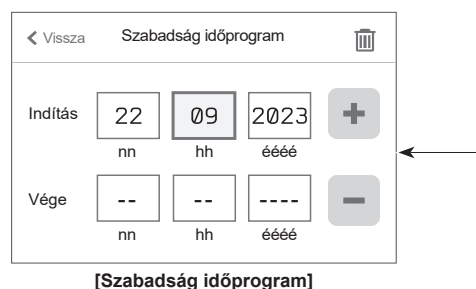 Vissza Szabadság időprogram
Indítás 22 09 2023
nn hh éééé
Vége -- -- ----
nn hh éééé
[Szabadság időprogram]